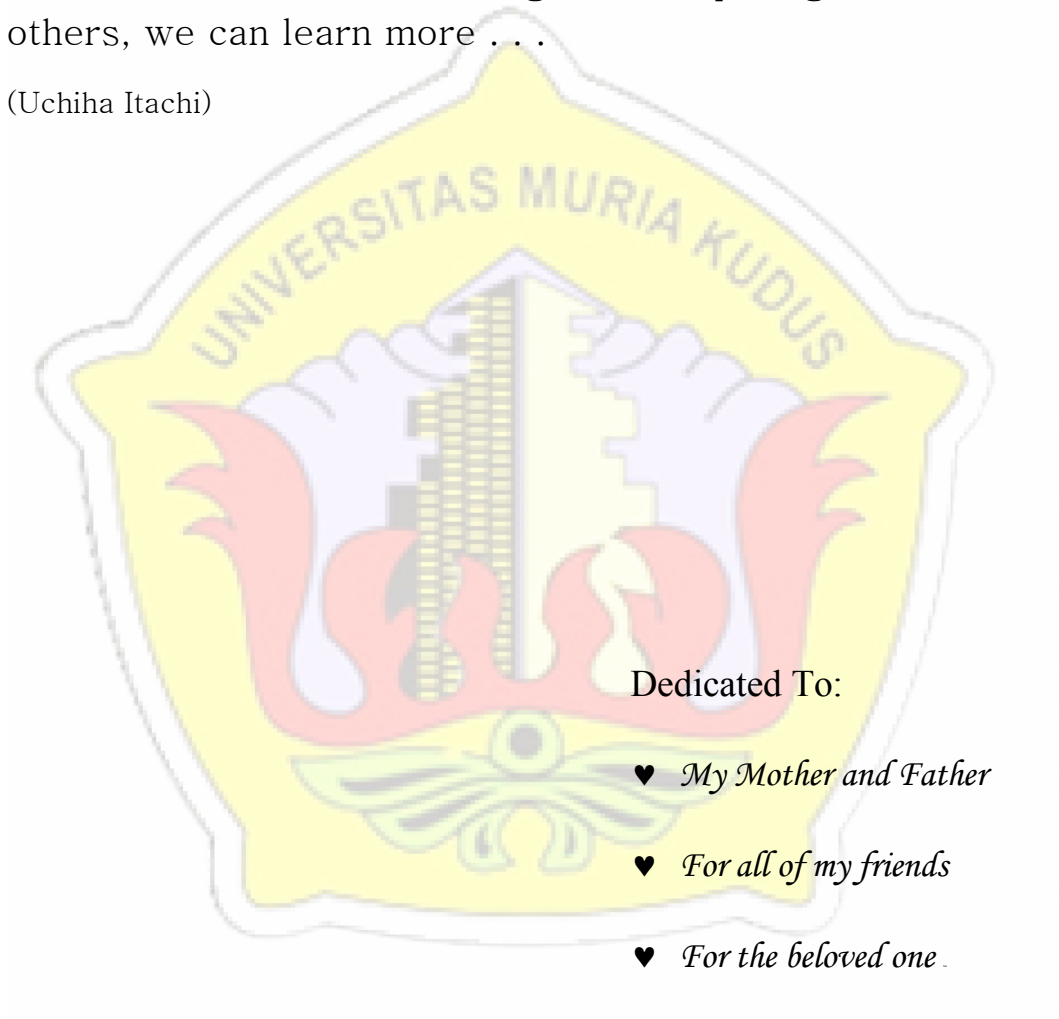 others, we can learn more . . .
(Uchiha Itachi)
UNIVERSITAS MURIA KUDUS
Dedicated To:
♥ My Mother and Father
♥ For all of my friends
♥ For the beloved one